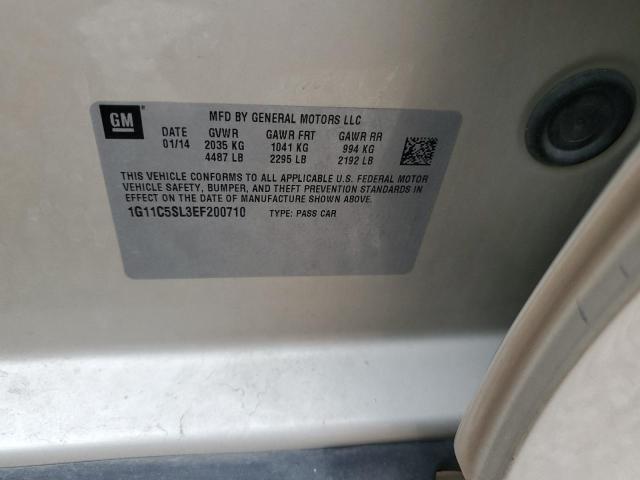 GM
MFD BY GENERAL MOTORS LLC
DATE GVWR GAWR FRT GAWR RR
01/14 2035 KG 1041 KG 994 KG
4487 LB 2295 LB 2192 LB
THIS VEHICLE CONFORMS TO ALL APPLICABLE U.S. FEDERAL MOTOR
VEHICLE SAFETY, BUMPER, AND THEFT PREVENTION STANDARDS IN
EFFECT ON THE DATE OF MANUFACTURE SHOWN ABOVE.
1G11C5SL3EF200710 TYPE: PASS CAR